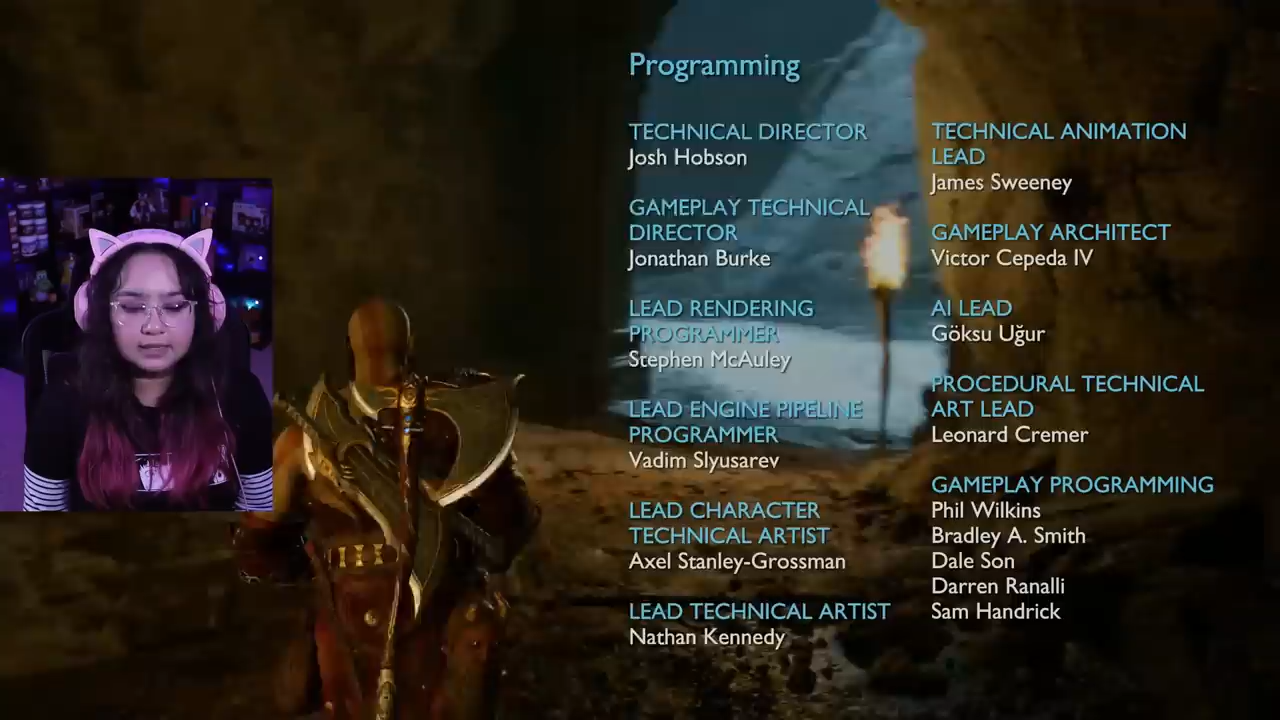 Programming
TECHNICAL DIRECTOR
Josh Hobson
GAMEPLAY TECHNICAL
DIRECTOR
Jonathan Burke
LEAD RENDERING
PROGRAMMER
Stephen McAuley
LEAD ENGINE PIPELINE
PROGRAMMER
Vadim Slyusarev
LEAD CHARACTER
TECHNICAL ARTIST
Axel Stanley-Grossman
LEAD TECHNICAL ARTIST
Nathan Kennedy
TECHNICAL ANIMATION
LEAD
James Sweeney
GAMEPLAY ARCHITECT
Victor Cepeda IV
AI LEAD
Göksu Uğur
PROCEDURAL TECHNICAL
ART LEAD
Leonard Cremer
GAMEPLAY PROGRAMMING
Phil Wilkins
Bradley A. Smith
Dale Son
Darren Ranalli
Sam Handrick